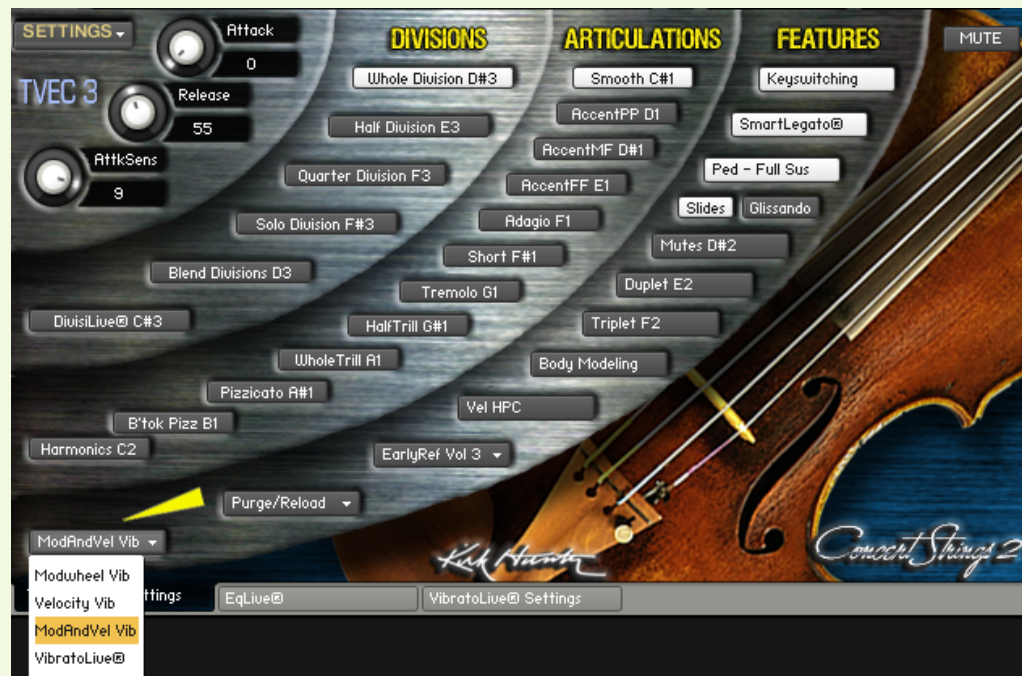 SETTINGS
Attack
0
TVEC 3
Release
55
AttkSens
9
DIVISIONS
Whole Division D#3
Half Division E3
Quarter Division F3
Solo Division F#3
Blend Divisions D3
DivisiLive® C#3
ARTICULATIONS
Smooth C#1
AccentPP D1
AccentMF D#1
AccentFF E1
Adagio F1
Short F#1
Tremolo G1
HalfTrill G#1
WholeTrill A1
Pizzicato A#1
B'tok Pizz B1
Harmonics C2
FEATURES
Keyswitching
SmartLegato®
Ped - Full Sus
Slides Glissando
Mutes D#2
Duplet E2
Triplet F2
Body Modeling
Vel HPC
EarlyRef Vol 3
Purge/Reload
MUTE
ModAndVel Vib
Modwheel Vib
Velocity Vib
ModAndVel Vib
VibratoLive®
Kirk Hunter
Concert Strings 2
EqLive®
VibratoLive® Settings